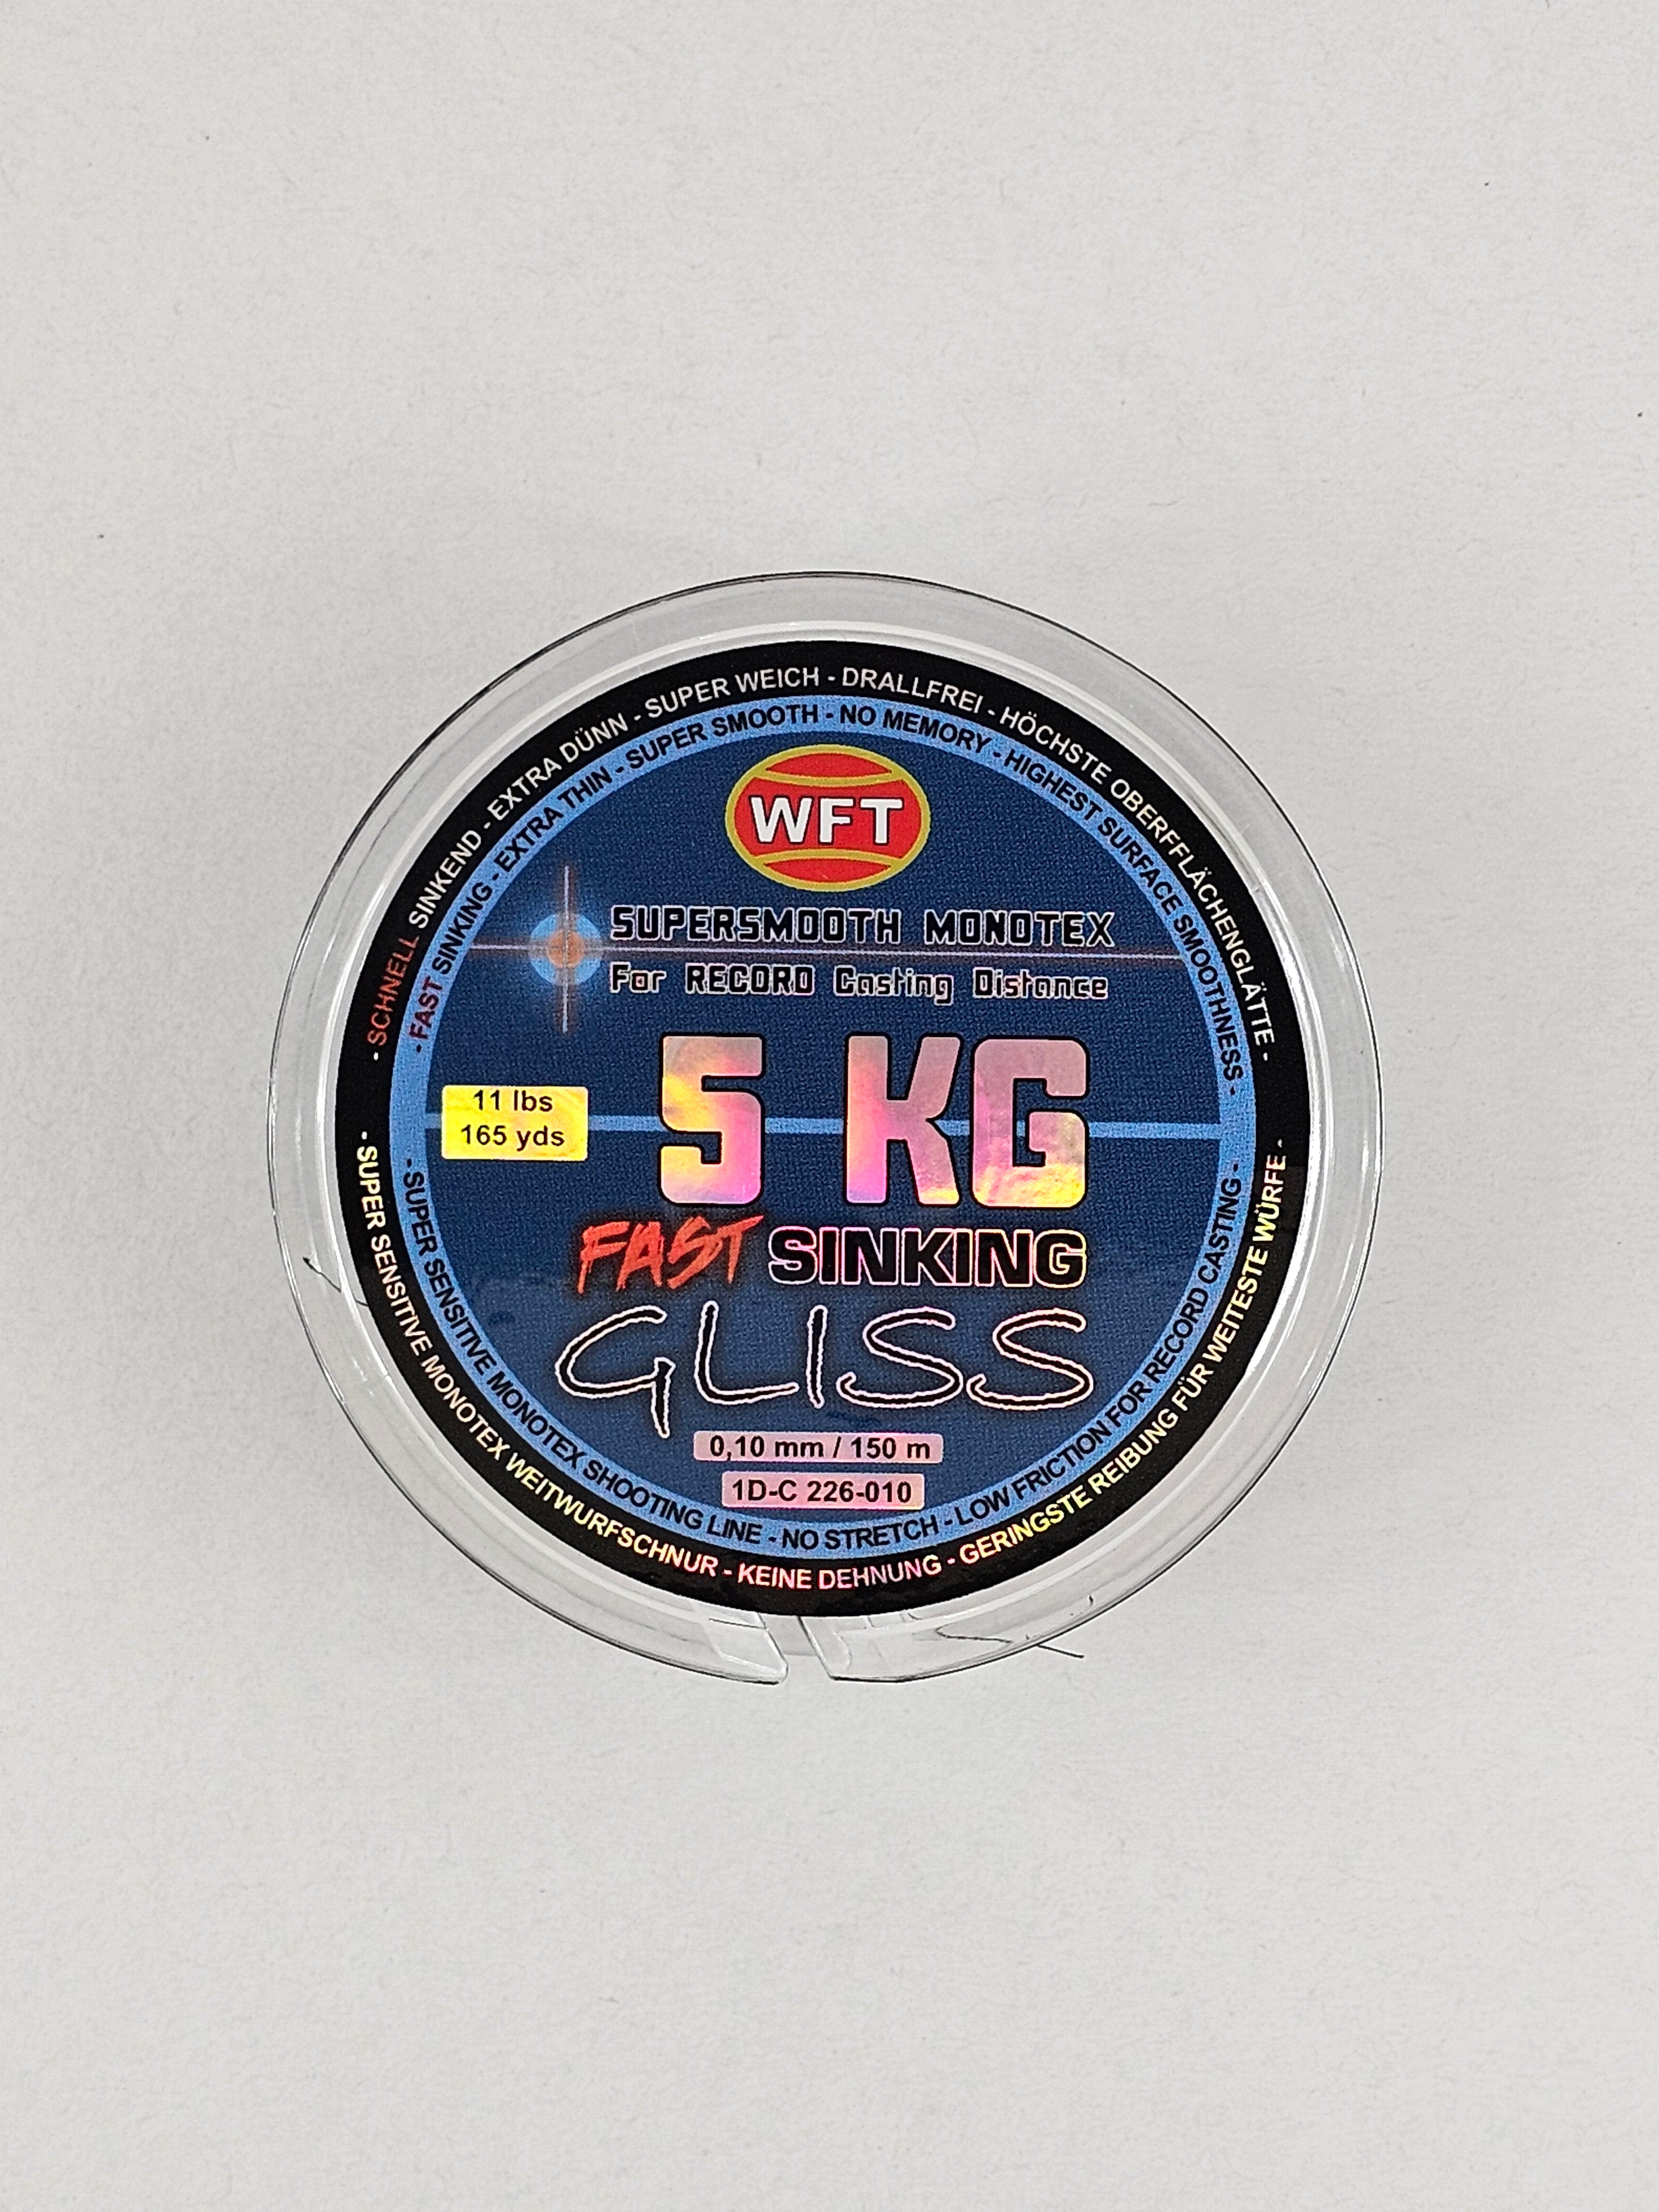 - SCHNELL SINKEND - EXTRA DÜNN - SUPER WEICH - DRALLFREI - HÖCHSTE OBERFFLÄCHENGLÄTTE -
- FAST SINKING - EXTRA THIN - SUPER SMOOTH - NO MEMORY - HIGHEST SURFACE SMOOTHNESS -
WFT
SUPERSMOOTH MONOTEX
For RECORD Casting Distance
5 KG
11 lbs
165 yds
FAST SINKING
GLISS
0,10 mm / 150 m
1D-C 226-010
- SUPER SENSITIVE MONOTEX SHOOTING LINE - NO STRETCH - LOW FRICTION FOR RECORD CASTING -
- SUPER SENSITIVE MONOTEX WEITWURFSCHNUR - KEINE DEHNUNG - GERINGSTE REIBUNG FÜR WEITESTE WÜRFE -